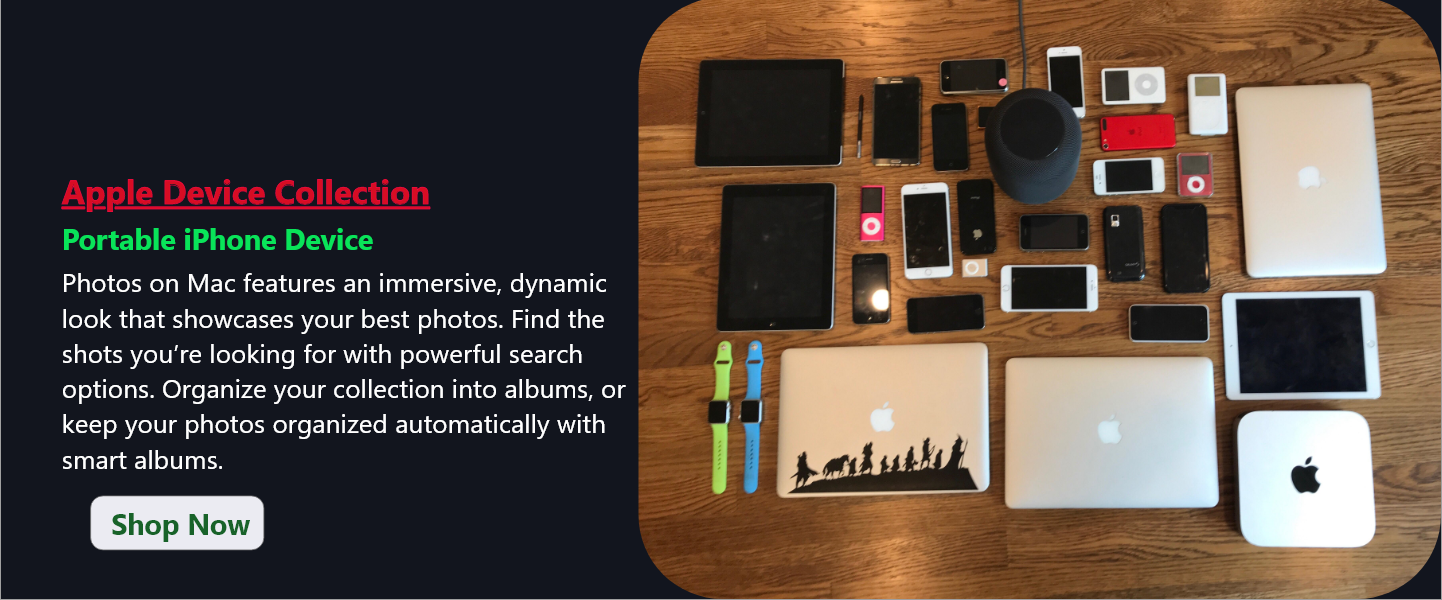 Apple Device Collection
Portable iPhone Device
Photos on Mac features an immersive, dynamic
look that showcases your best photos. Find the
shots you’re looking for with powerful search
options. Organize your collection into albums, or
keep your photos organized automatically with
smart albums.
Shop Now